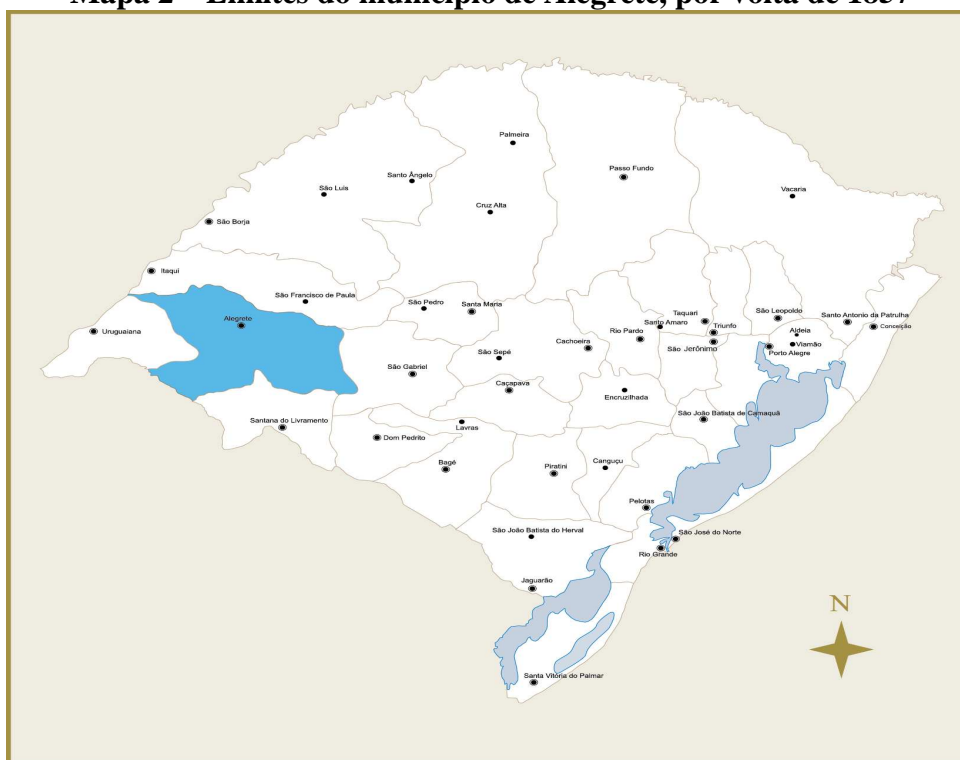 Mapa 2 – Limites do município de Alegrete, por volta de 1857
Palmeira
Passo Fundo
Santo Ângelo
São Luis
Vacaria
Cruz Alta
São Borja
Itaqui
São Francisco de Paula
São Pedro
Santa Maria
Alegrete
Uruguaiana
Taquari
Santo Amaro
Triunfo
São Leopoldo
Santo Antonio da Patrulha
Conceição
Rio Pardo
Aldeia
Viamão
Porto Alegre
São Jerônimo
Cachoeira
São Sepé
São Gabriel
Caçapava
Encruzilhada
São João Batista de Camaquã
Santana do Livramento
Lavras
Dom Pedrito
Bagé
Piratini
Canguçu
Pelotas
São João Batista do Herval
São José do Norte
Rio Grande
Jaguarão
N
Santa Vitória do Palmar